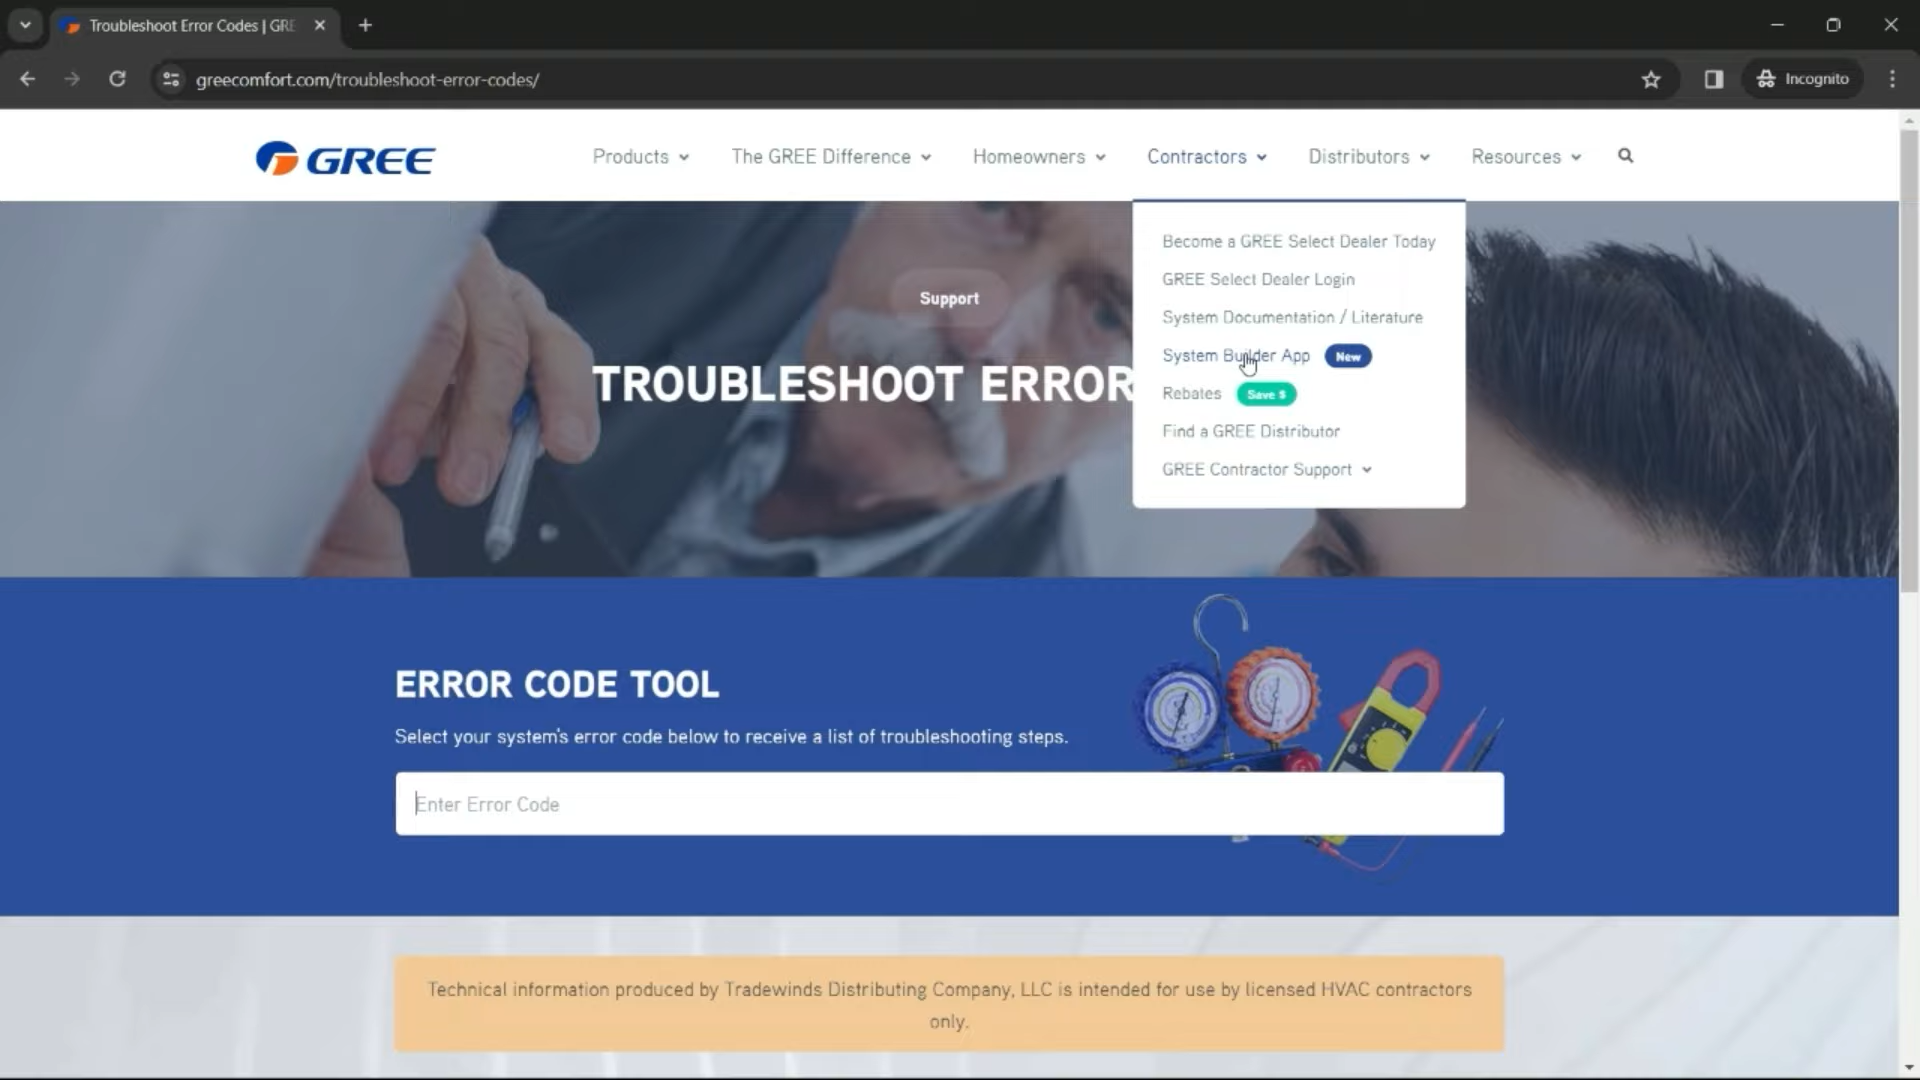 Troubleshoot Error Codes | GRE
greecomfort.com/troubleshoot-error-codes/
Incognito
GREE
Products
The GREE Difference
Homeowners
Contractors
Distributors
Resources
Become a GREE Select Dealer Today
GREE Select Dealer Login
System Documentation / Literature
System Builder App New
Rebates Save $
Find a GREE Distributor
GREE Contractor Support
Support
TROUBLESHOOT ERROR
ERROR CODE TOOL
Select your system's error code below to receive a list of troubleshooting steps.
Enter Error Code
Technical information produced by Tradewinds Distributing Company, LLC is intended for use by licensed HVAC contractors
only.